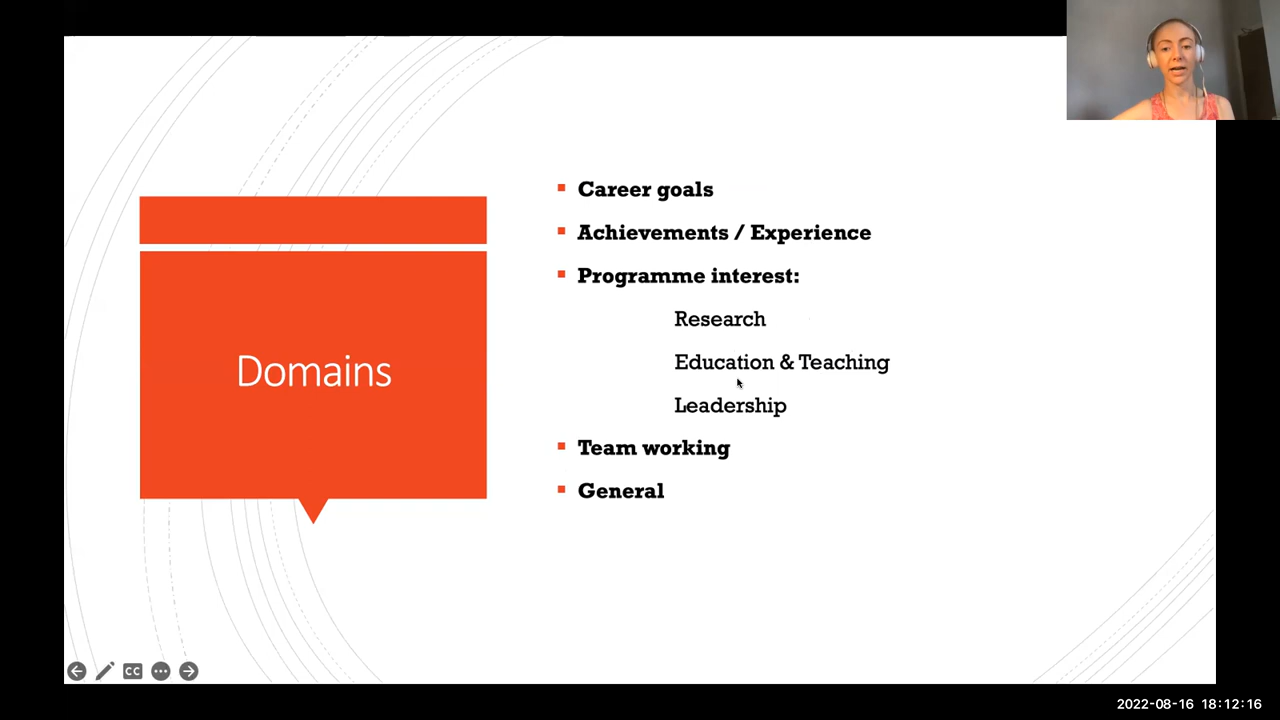 Domains
Career goals
Achievements / Experience
Programme interest:
Research
Education & Teaching
Leadership
Team working
General
CC
2022-08-16 18:12:16